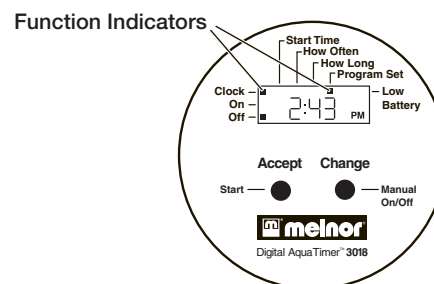 Function Indicators
Start Time
How Often
How Long
Program Set
Clock
On
Off
2:43 PM
Low
Battery
Accept Change
Start
Manual
On/Off
melnor
Digital AquaTimer™ 3018